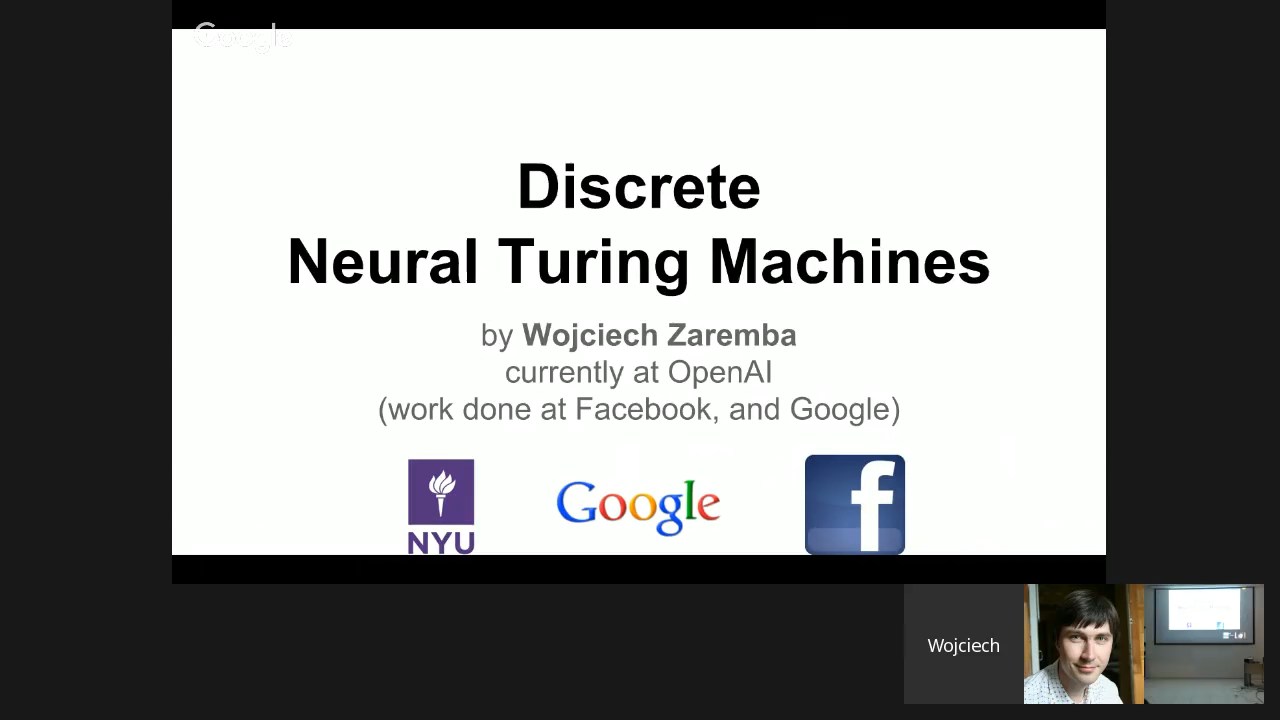 Google
Discrete
Neural Turing Machines
by Wojciech Zaremba
currently at OpenAI
(work done at Facebook, and Google)
NYU
Google
f
Wojciech